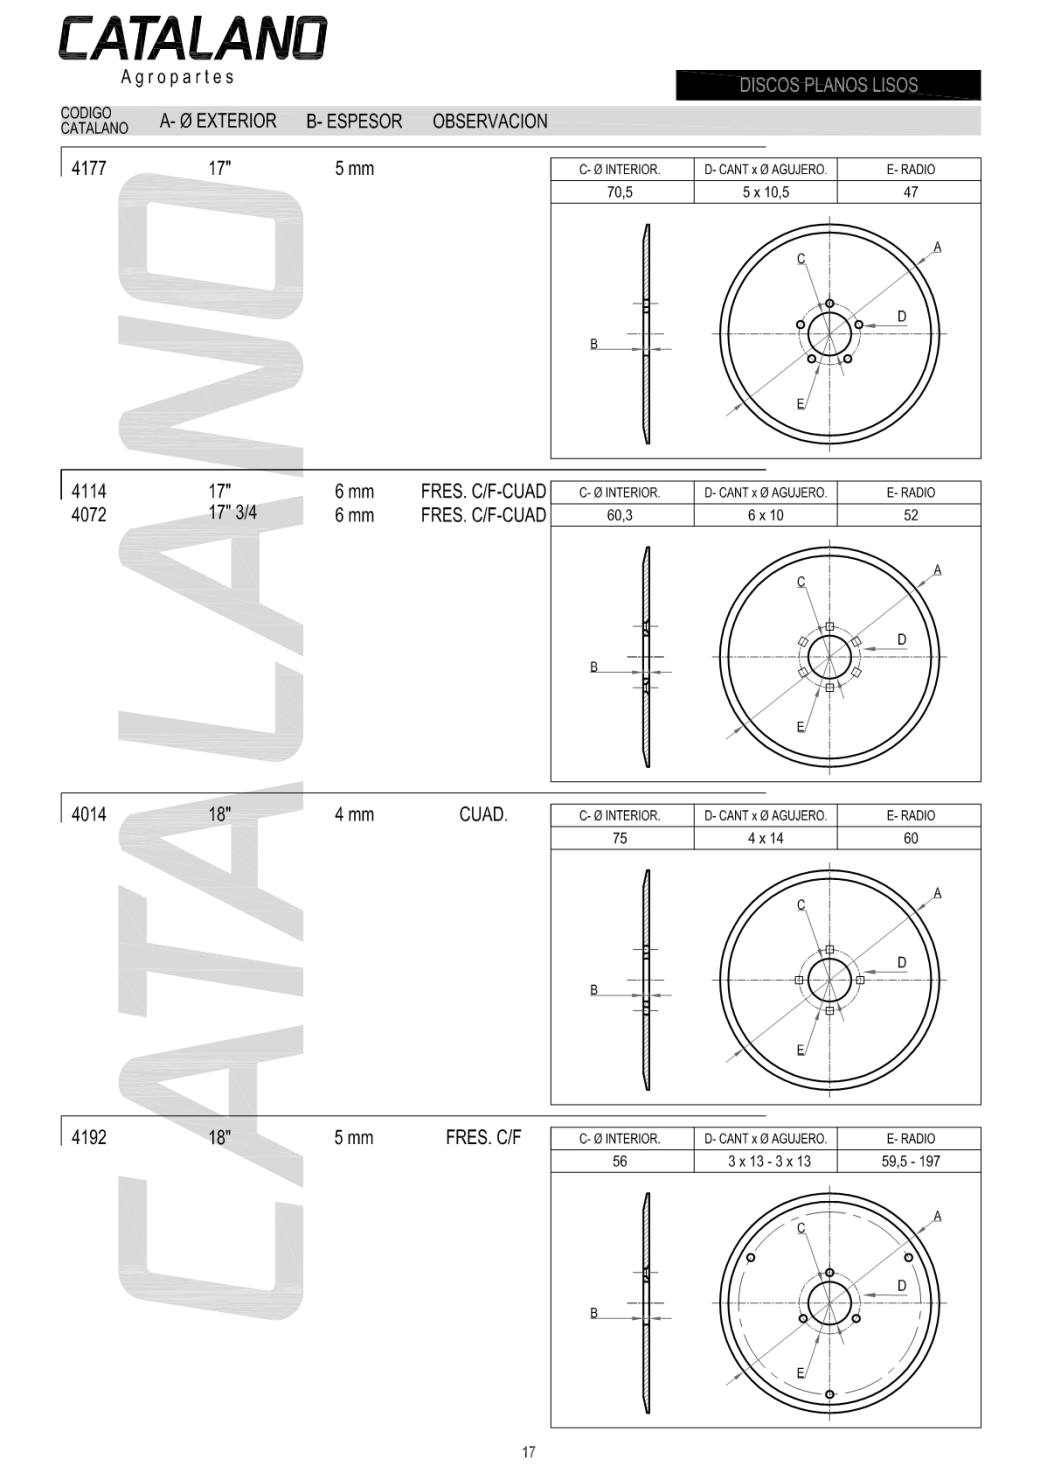 CATALANO
Agropartes
DISCOS PLANOS LISOS
CODIGO CATALANO A- Ø EXTERIOR B- ESPESOR OBSERVACION
4177 17" 5 mm
C- Ø INTERIOR. D- CANT x Ø AGUJERO. E- RADIO
70,5 5 x 10,5 47
A
C
D
B
E
4114 17" 6 mm FRES. C/F-CUAD
4072 17" 3/4 6 mm FRES. C/F-CUAD
C- Ø INTERIOR. D- CANT x Ø AGUJERO. E- RADIO
60,3 6 x 10 52
A
C
D
B
E
4014 18" 4 mm CUAD.
C- Ø INTERIOR. D- CANT x Ø AGUJERO. E- RADIO
75 4 x 14 60
A
C
D
B
E
4192 18" 5 mm FRES. C/F
C- Ø INTERIOR. D- CANT x Ø AGUJERO. E- RADIO
56 3 x 13 - 3 x 13 59,5 - 197
A
C
D
B
E
CATALANO
17